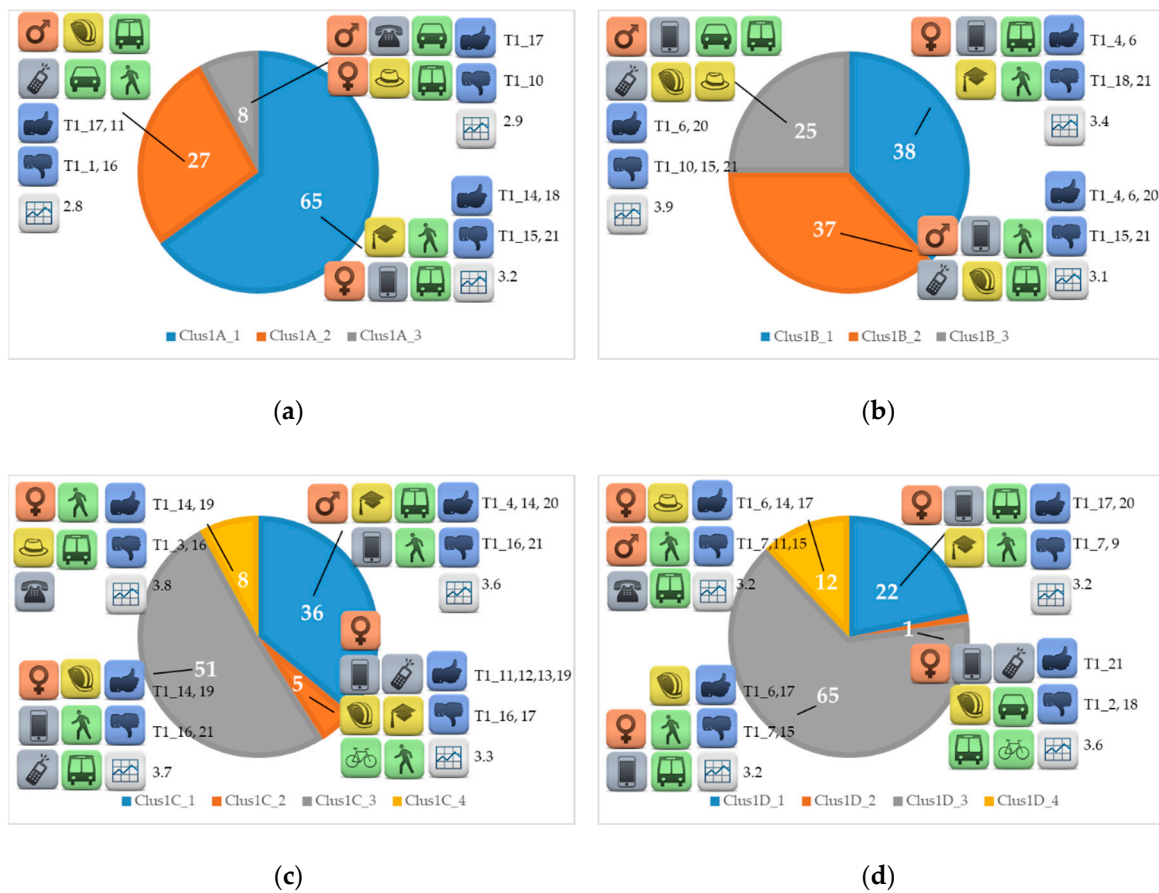 T1_17
T1_10
2.9
8
T1_17, 11
T1_1, 16
2.8
27
65
T1_14, 18
T1_15, 21
3.2
Clus1A_1 Clus1A_2 Clus1A_3
(a)
T1_4, 6
T1_18, 21
3.4
T1_6, 20
T1_10, 15, 21
3.9
25
38
37
T1_4, 6, 20
T1_15, 21
3.1
Clus1B_1 Clus1B_2 Clus1B_3
(b)
T1_14, 19
T1_3, 16
3.8
8
T1_4, 14, 20
T1_16, 21
3.6
36
51
T1_14, 19
T1_16, 21
3.7
5
T1_11,12,13,19
T1_16, 17
3.3
Clus1C_1 Clus1C_2 Clus1C_3 Clus1C_4
(c)
T1_6, 14, 17
T1_7,11,15
3.2
12
T1_17, 20
T1_7, 9
3.2
22
1
T1_21
T1_2, 18
3.6
T1_6,17
T1_7,15
3.2
65
Clus1D_1 Clus1D_2 Clus1D_3 Clus1D_4
(d)